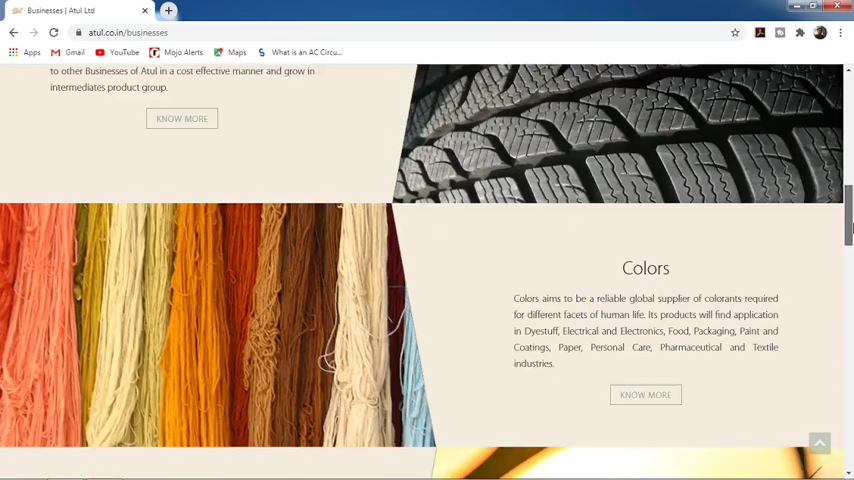 Businesses | Atul Ltd
atul.co.in/businesses
Apps Gmail YouTube Mojo Alerts Maps What is an AC Circu...
to other Businesses of Atul in a cost effective manner and grow in
intermediates product group.
KNOW MORE
Colors
Colors aims to be a reliable global supplier of colorants required
for different facets of human life. Its products will find application
in Dyestuff, Electrical and Electronics, Food, Packaging, Paint and
Coatings, Paper, Personal Care, Pharmaceutical and Textile
industries.
KNOW MORE